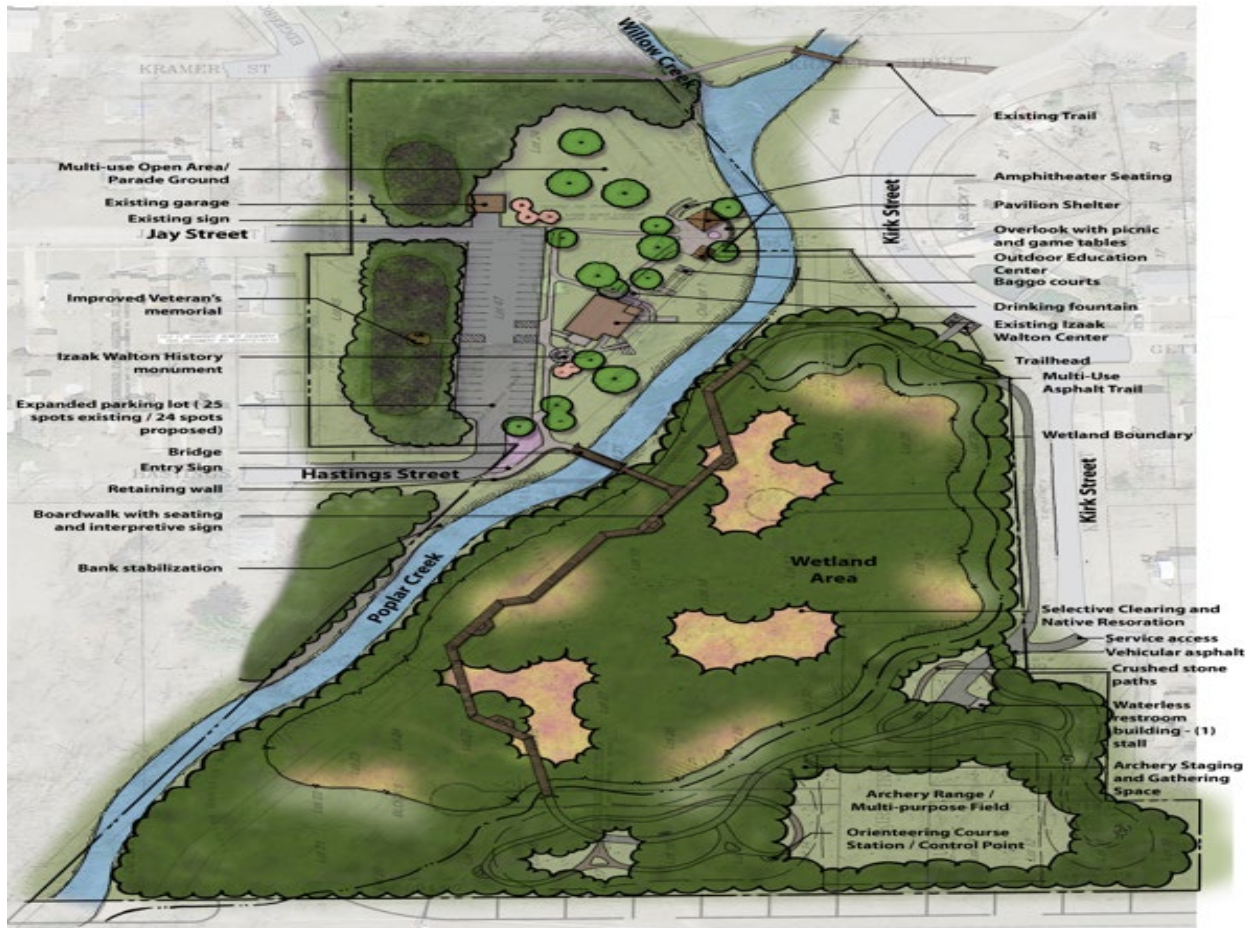 Willow Creek
KRAMER ST
KRAMER STREET
Existing Trail
Multi-use Open Area/
Parade Ground
Existing garage
Existing sign
Jay Street
Amphitheater Seating
Pavilion Shelter
Overlook with picnic
and game tables
Outdoor Education
Center
Baggo courts
Kirk Street
Improved Veteran's
memorial
Drinking fountain
Existing Izaak
Walton Center
Izaak Walton History
monument
Trailhead
Multi-Use
Asphalt Trail
Expanded parking lot ( 25
spots existing / 24 spots
proposed)
Wetland Boundary
Bridge
Entry Sign
Hastings Street
Retaining wall
Kirk Street
Boardwalk with seating
and interpretive sign
Bank stabilization
Poplar Creek
Wetland
Area
Selective Clearing and
Native Resoration
Service access
Vehicular asphalt
Crushed stone
paths
Waterless
restroom
building - (1)
stall
Archery Staging
and Gathering
Space
Archery Range /
Multi-purpose Field
Orienteering Course
Station / Control Point